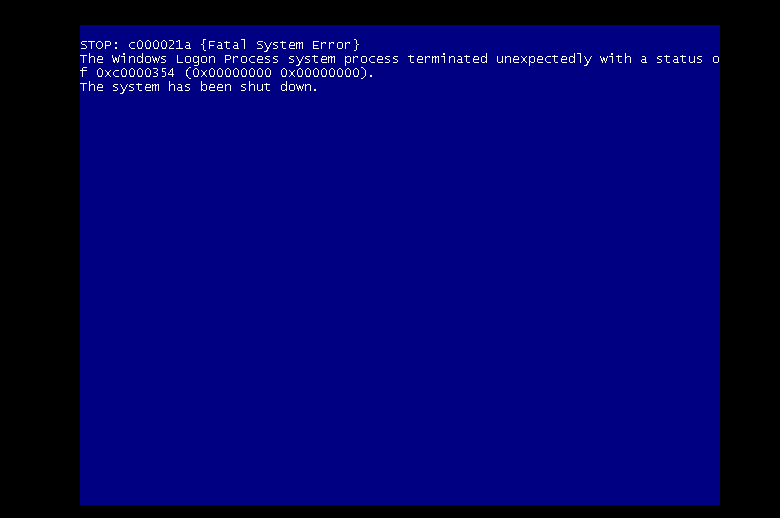 STOP: c000021a {Fatal System Error}
The Windows Logon Process system process terminated unexpectedly with a status o
f 0xc0000354 (0x00000000 0x00000000).
The system has been shut down.